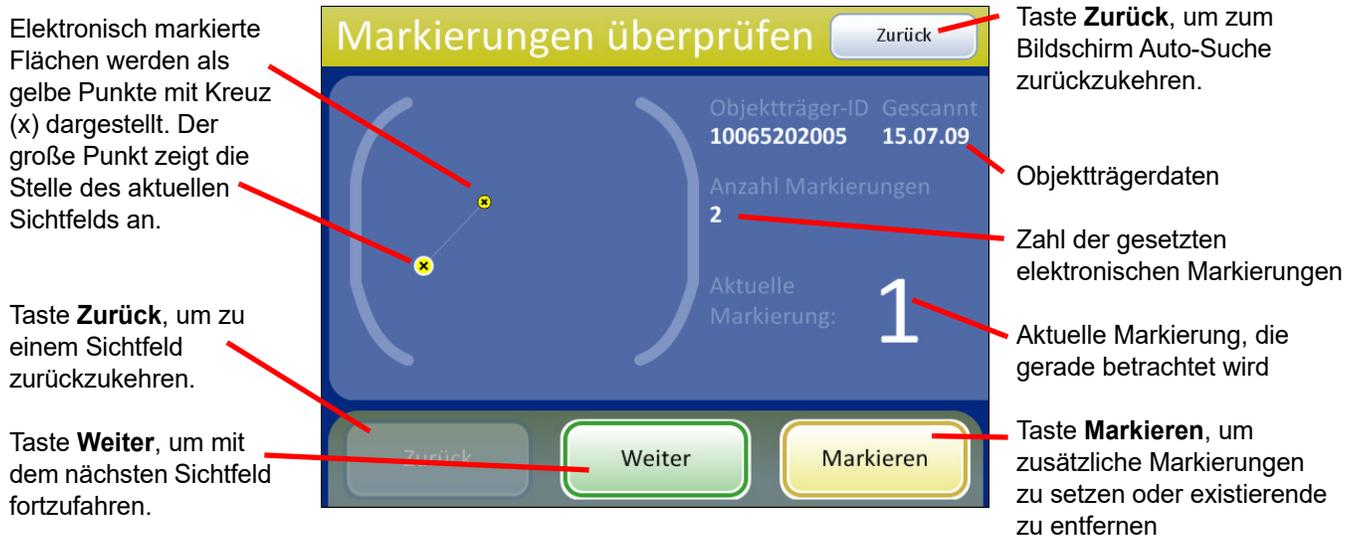 Elektronisch markierte
Flächen werden als
gelbe Punkte mit Kreuz
(x) dargestellt. Der
große Punkt zeigt die
Stelle des aktuellen
Sichtfelds an.
Taste Zurück, um zu
einem Sichtfeld
zurückzukehren.
Taste Weiter, um mit
dem nächsten Sichtfeld
fortzufahren.
Markierungen überprüfen
Zurück
Objektträger-ID Gescannt
10065202005 15.07.09
Anzahl Markierungen
2
Aktuelle
Markierung:
1
Zurück
Weiter
Markieren
Taste Zurück, um zum
Bildschirm Auto-Suche
zurückzukehren.
Objektträgerdaten
Zahl der gesetzten
elektronischen Markierungen
Aktuelle Markierung, die
gerade betrachtet wird
Taste Markieren, um
zusätzliche Markierungen
zu setzen oder existierende
zu entfernen